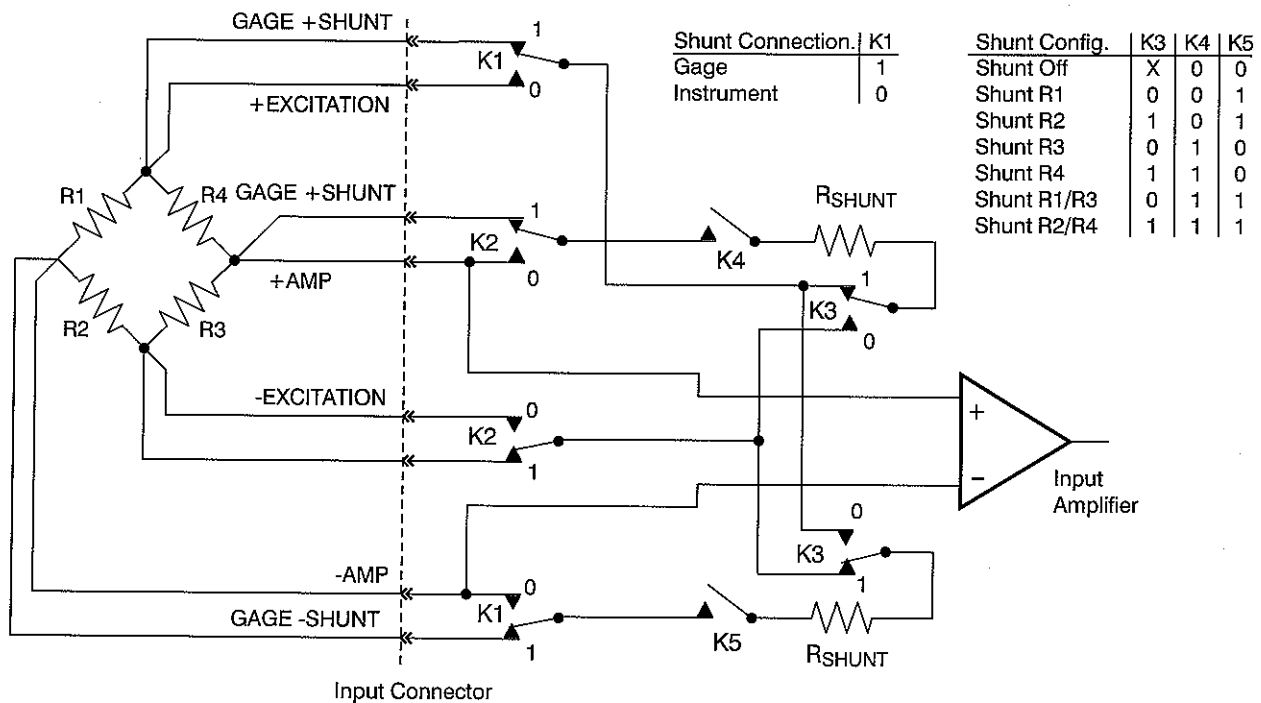 GAGE +SHUNT
1
K1
0
+EXCITATION
Shunt Connection. K1
Gage 1
Instrument 0
Shunt Config. K3 K4 K5
Shunt Off X 0 0
Shunt R1 0 0 1
Shunt R2 1 0 1
Shunt R3 0 1 0
Shunt R4 1 1 0
Shunt R1/R3 0 1 1
Shunt R2/R4 1 1 1
R1
R4
GAGE +SHUNT
1
K2
0
+AMP
K4
RSHUNT
1
K3
0
R2
R3
-EXCITATION
0
K2
1
+
−
Input
Amplifier
0
K3
1
-AMP
0
K1
1
GAGE -SHUNT
K5
RSHUNT
Input Connector